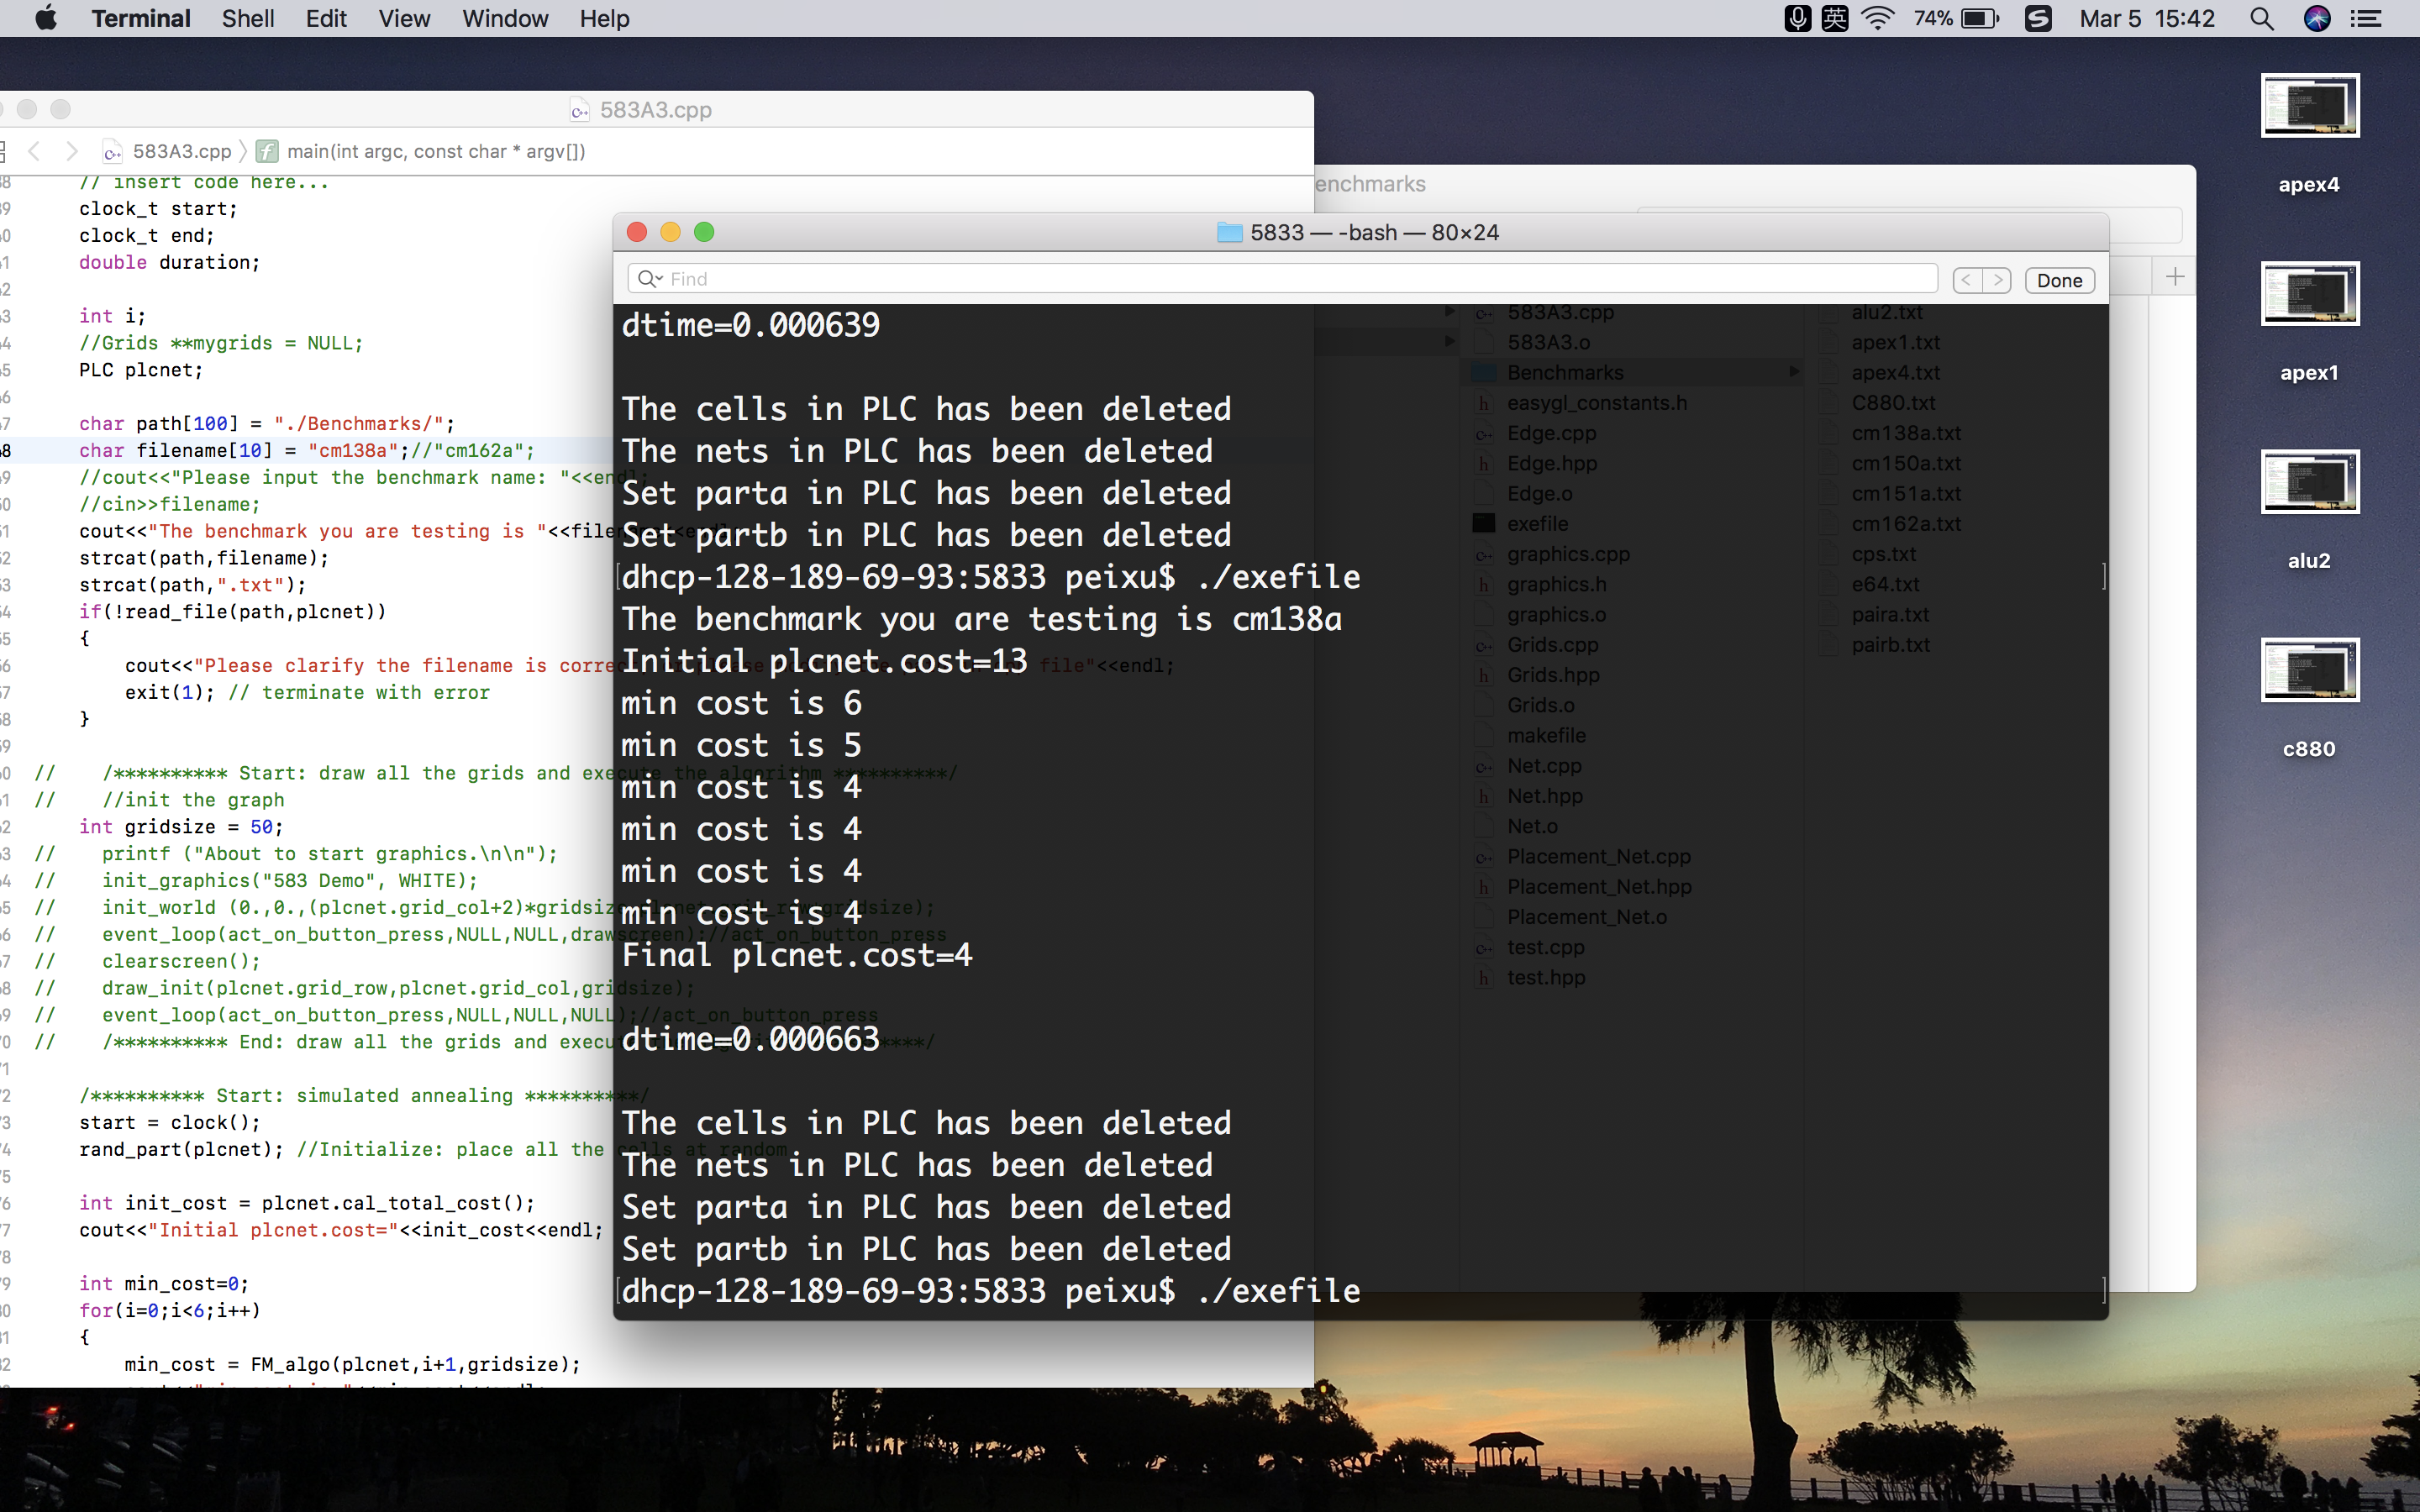 Terminal Shell Edit View Window Help 英 74% Mar 5 15:42
583A3.cpp
583A3.cpp main(int argc, const char * argv[])
// insert code here...
clock_t start;
clock_t end;
double duration;
int i;
//Grids **mygrids = NULL;
PLC plcnet;
char path[100] = "./Benchmarks/";
char filename[10] = "cm138a";//"cm162a";
//cout<<"Please input the benchmark name: "<<endl;
//cin>>filename;
cout<<"The benchmark you are testing is "<<filename<<endl;
strcat(path,filename);
strcat(path,".txt");
if(!read_file(path,plcnet))
{
cout<<"Please clarify the filename is correct file"<<endl;
exit(1); // terminate with error
}
// /********** Start: draw all the grids and execute the algorithm **********/
// //init the graph
int gridsize = 50;
// printf ("About to start graphics.\n\n");
// init_graphics("583 Demo", WHITE);
// init_world (0.,0.,(plcnet.grid_col+2)*gridsize,plcnet.grid_row*gridsize);
// event_loop(act_on_button_press,NULL,NULL,drawscreen);//act_on_button_press
// clearscreen();
// draw_init(plcnet.grid_row,plcnet.grid_col,gridsize);
// event_loop(act_on_button_press,NULL,NULL,NULL);//act_on_button_press
// /********** End: draw all the grids and execute the algorithm **********/
/********** Start: simulated annealing **********/
start = clock();
rand_part(plcnet); //Initialize: place all the cells at random
int init_cost = plcnet.cal_total_cost();
cout<<"Initial plcnet.cost="<<init_cost<<endl;
int min_cost=0;
for(i=0;i<6;i++)
{
min_cost = FM_algo(plcnet,i+1,gridsize);
enchmarks
5833 — -bash — 80×24
Find
Done
dtime=0.000639
The cells in PLC has been deleted
The nets in PLC has been deleted
Set parta in PLC has been deleted
Set partb in PLC has been deleted
dhcp-128-189-69-93:5833 peixu$ ./exefile
The benchmark you are testing is cm138a
Initial plcnet.cost=13
min cost is 6
min cost is 5
min cost is 4
min cost is 4
min cost is 4
min cost is 4
Final plcnet.cost=4
dtime=0.000663
The cells in PLC has been deleted
The nets in PLC has been deleted
Set parta in PLC has been deleted
Set partb in PLC has been deleted
dhcp-128-189-69-93:5833 peixu$ ./exefile
583A3.cpp
583A3.o
Benchmarks
easygl_constants.h
Edge.cpp
Edge.hpp
Edge.o
exefile
graphics.cpp
graphics.h
graphics.o
Grids.cpp
Grids.hpp
Grids.o
makefile
Net.cpp
Net.hpp
Net.o
Placement_Net.cpp
Placement_Net.hpp
Placement_Net.o
test.cpp
test.hpp
alu2.txt
apex1.txt
apex4.txt
C880.txt
cm138a.txt
cm150a.txt
cm151a.txt
cm162a.txt
cps.txt
e64.txt
paira.txt
pairb.txt
apex4
apex1
alu2
c880